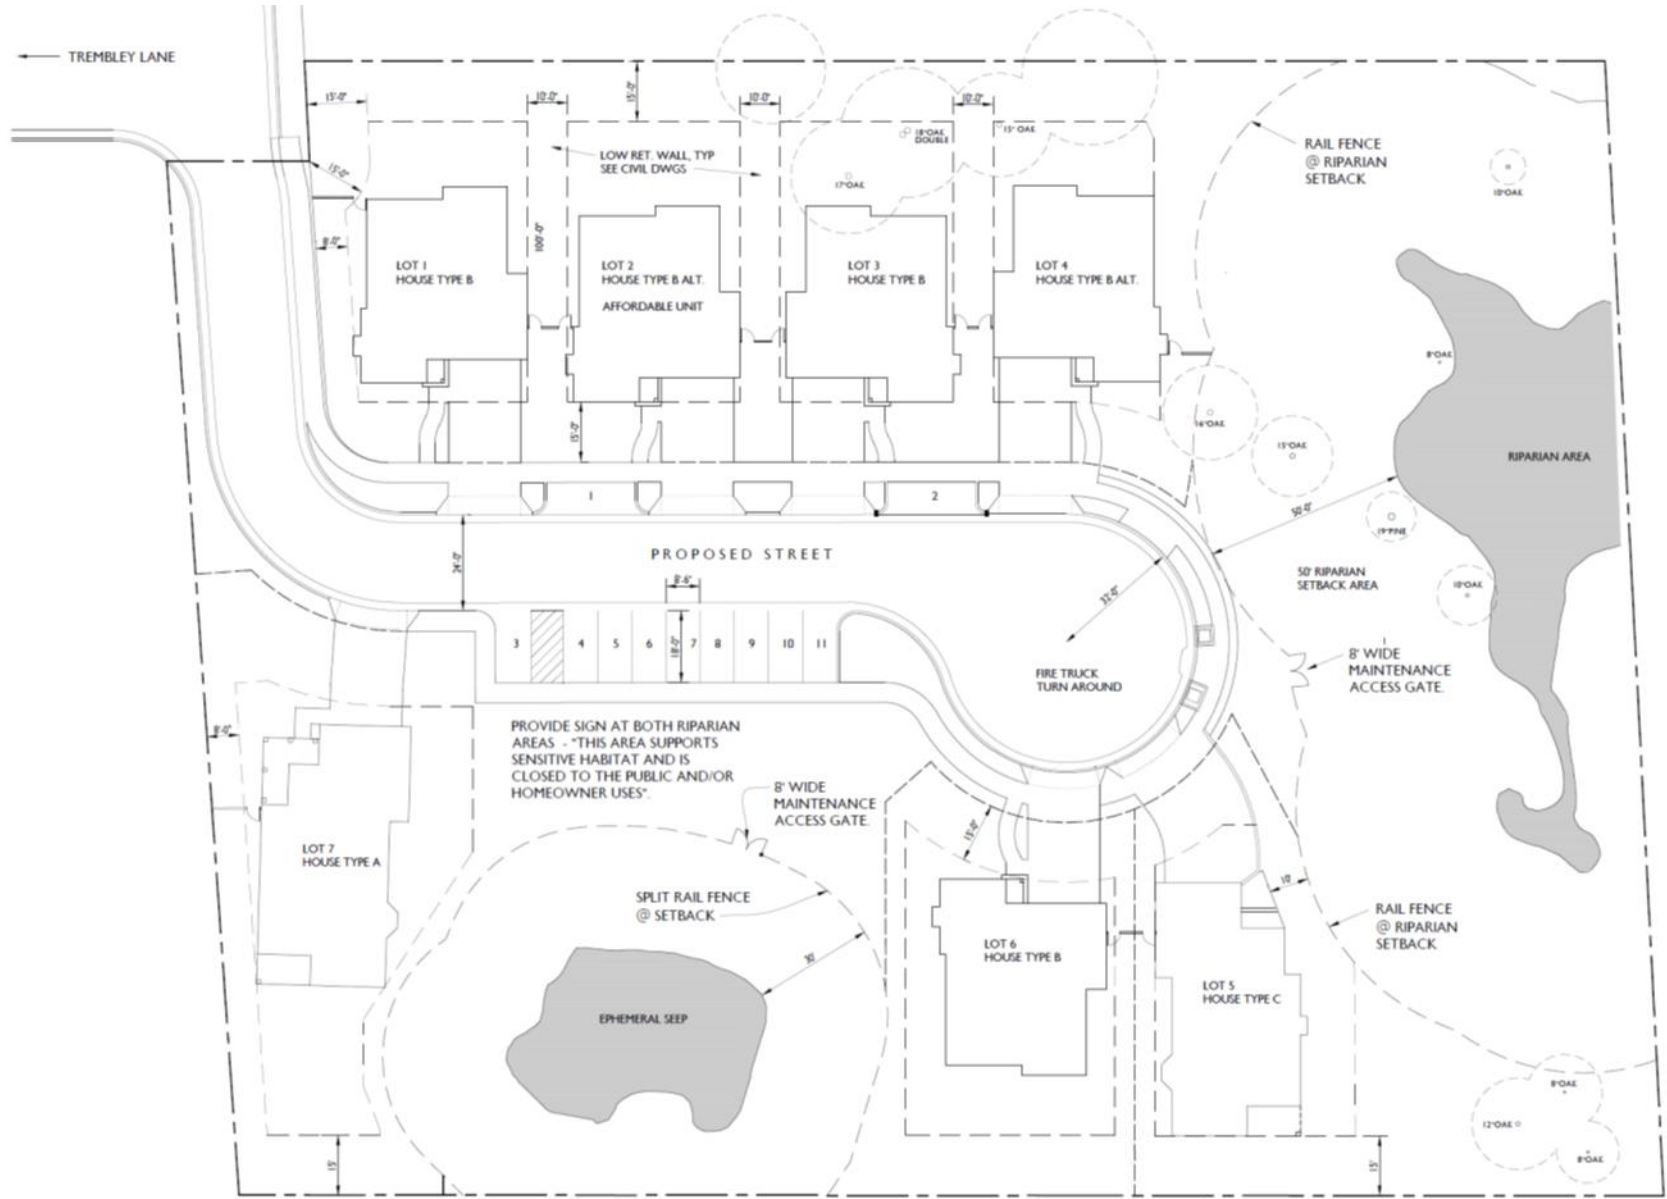 TREMBLEY LANE
15'-0"
10'-0"
15'-0"
10'-0"
10'-0"
18"OAK
DOUBLE
15" OAK
LOW RET. WALL, TYP
SEE CIVIL DWGS
15'-0"
17"OAK
RAIL FENCE
@ RIPARIAN
SETBACK
10"OAK
8'-0"
100'-0"
LOT 1
HOUSE TYPE B
LOT 2
HOUSE TYPE B ALT.
AFFORDABLE UNIT
LOT 3
HOUSE TYPE B
LOT 4
HOUSE TYPE B ALT.
8"OAK
16"OAK
15"OAK
15'-0"
RIPARIAN AREA
1
2
50'-0"
19"PINE
PROPOSED STREET
24'-0"
8'-6"
32'-0"
50' RIPARIAN
SETBACK AREA
10"OAK
3
4
5
6
18'-0"
7
8
9
10
11
FIRE TRUCK
TURN AROUND
8' WIDE
MAINTENANCE
ACCESS GATE.
8'-0"
PROVIDE SIGN AT BOTH RIPARIAN
AREAS - "THIS AREA SUPPORTS
SENSITIVE HABITAT AND IS
CLOSED TO THE PUBLIC AND/OR
HOMEOWNER USES".
8' WIDE
MAINTENANCE
ACCESS GATE.
15'-0"
LOT 7
HOUSE TYPE A
SPLIT RAIL FENCE
@ SETBACK
10'
RAIL FENCE
@ RIPARIAN
SETBACK
30'
LOT 6
HOUSE TYPE B
LOT 5
HOUSE TYPE C
EPHEMERAL SEEP
8"OAK
12"OAK
8"OAK
15'
15'